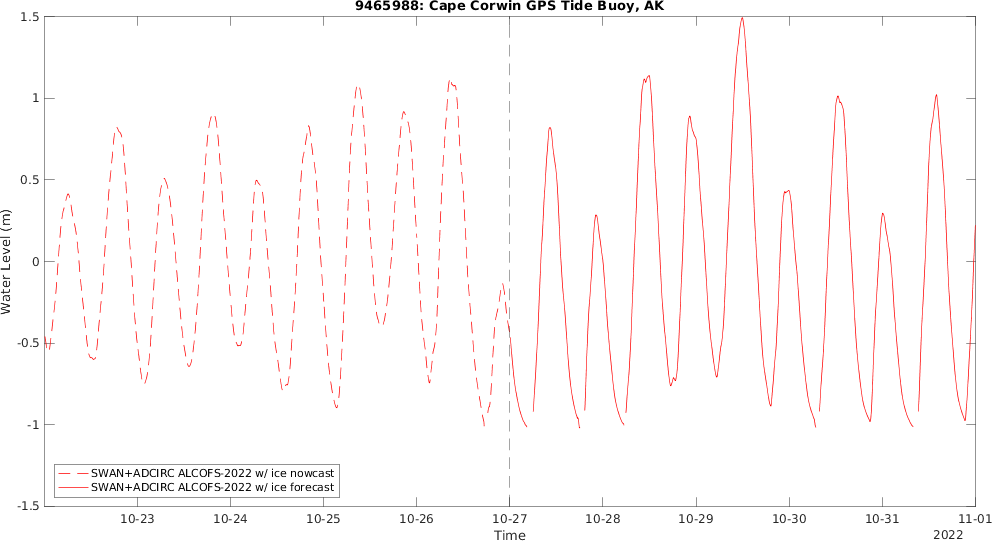 9465988: Cape Corwin GPS Tide Buoy, AK
1.5
1
0.5
0
-0.5
-1
-1.5
Water Level (m)
SWAN+ADCIRC ALCOFS-2022 w/ ice nowcast
SWAN+ADCIRC ALCOFS-2022 w/ ice forecast
10-23 10-24 10-25 10-26 10-27 10-28 10-29 10-30 10-31 11-01
Time
2022